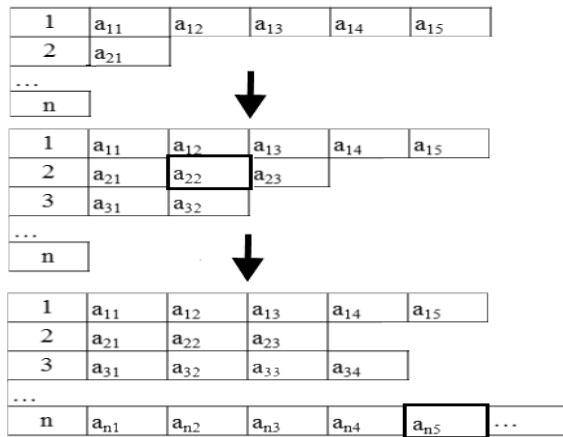 1 a₁₁ a₁₂ a₁₃ a₁₄ a₁₅
2 a₂₁
...
n
1 a₁₁ a₁₂ a₁₃ a₁₄ a₁₅
2 a₂₁ a₂₂ a₂₃
3 a₃₁ a₃₂
...
n
1 a₁₁ a₁₂ a₁₃ a₁₄ a₁₅
2 a₂₁ a₂₂ a₂₃
3 a₃₁ a₃₂ a₃₃ a₃₄
...
n aₙ₁ aₙ₂ aₙ₃ aₙ₄ aₙ₅ ...